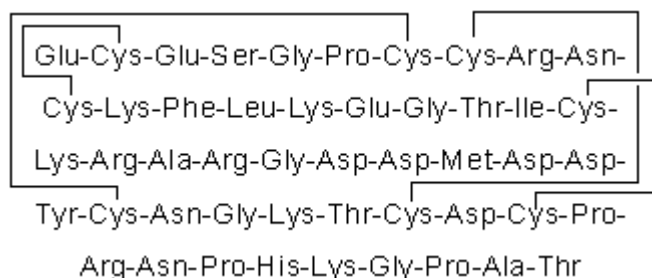 Glu-Cys-Glu-Ser-Gly-Pro-Cys-Cys-Arg-Asn-
Cys-Lys-Phe-Leu-Lys-Glu-Gly-Thr-Ile-Cys-
Lys-Arg-Ala-Arg-Gly-Asp-Asp-Met-Asp-Asp-
Tyr-Cys-Asn-Gly-Lys-Thr-Cys-Asp-Cys-Pro-
Arg-Asn-Pro-His-Lys-Gly-Pro-Ala-Thr